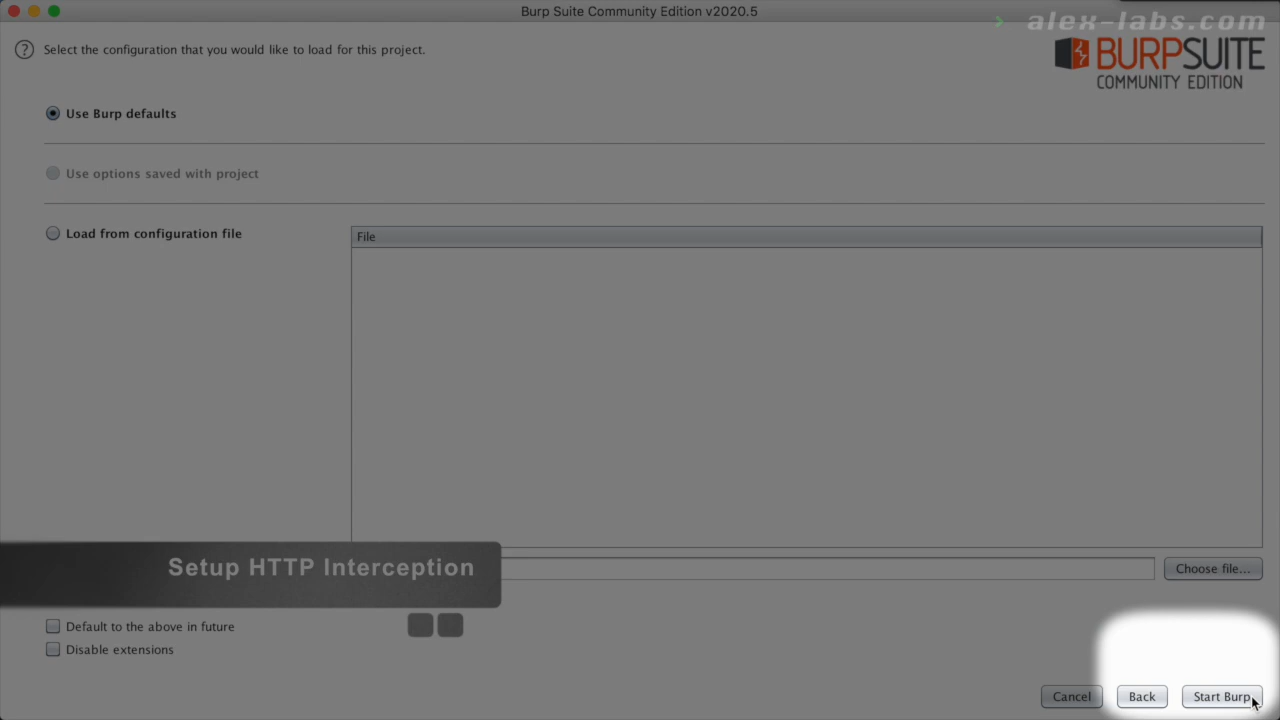 Burp Suite Community Edition v2020.5
> alex-labs.com
? Select the configuration that you would like to load for this project.
BURPSUITE
COMMUNITY EDITION
Use Burp defaults
Use options saved with project
Load from configuration file
File
Setup HTTP Interception
Choose file...
Default to the above in future
Disable extensions
Cancel Back Start Burp